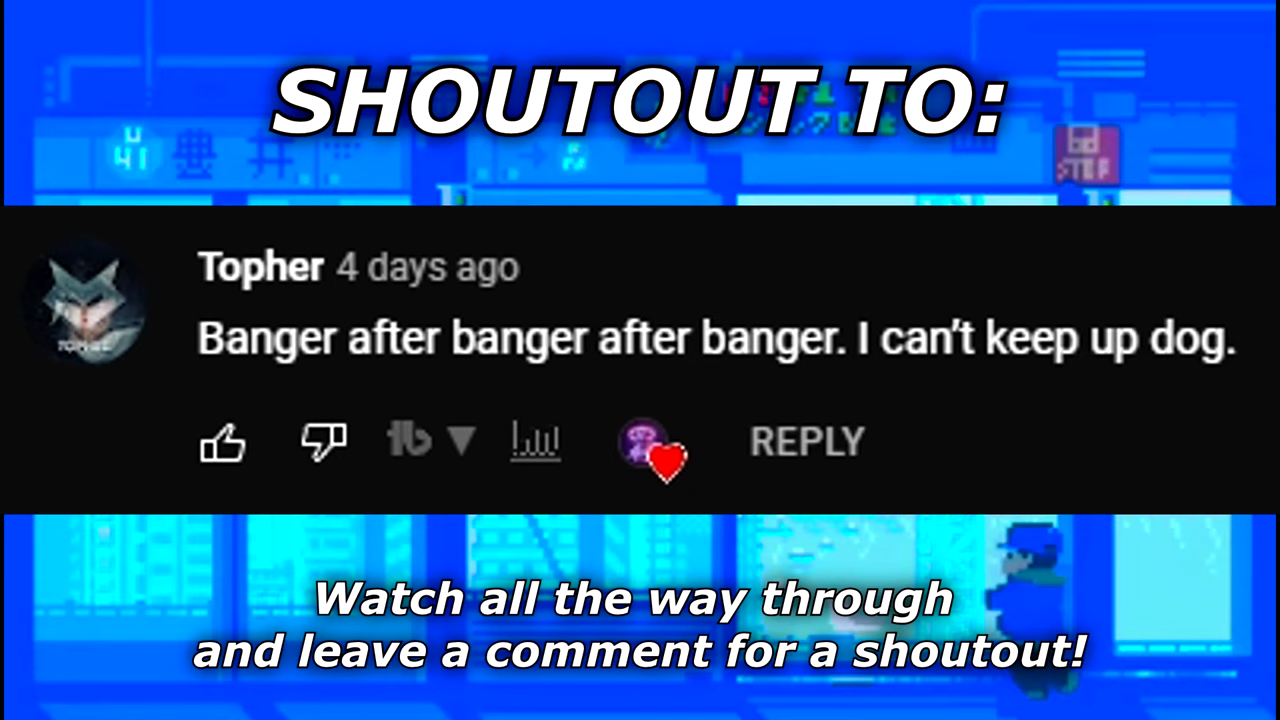 SHOUTOUT TO:
STEP
Topher 4 days ago
Banger after banger after banger. I can't keep up dog.
REPLY
Watch all the way through
and leave a comment for a shoutout!